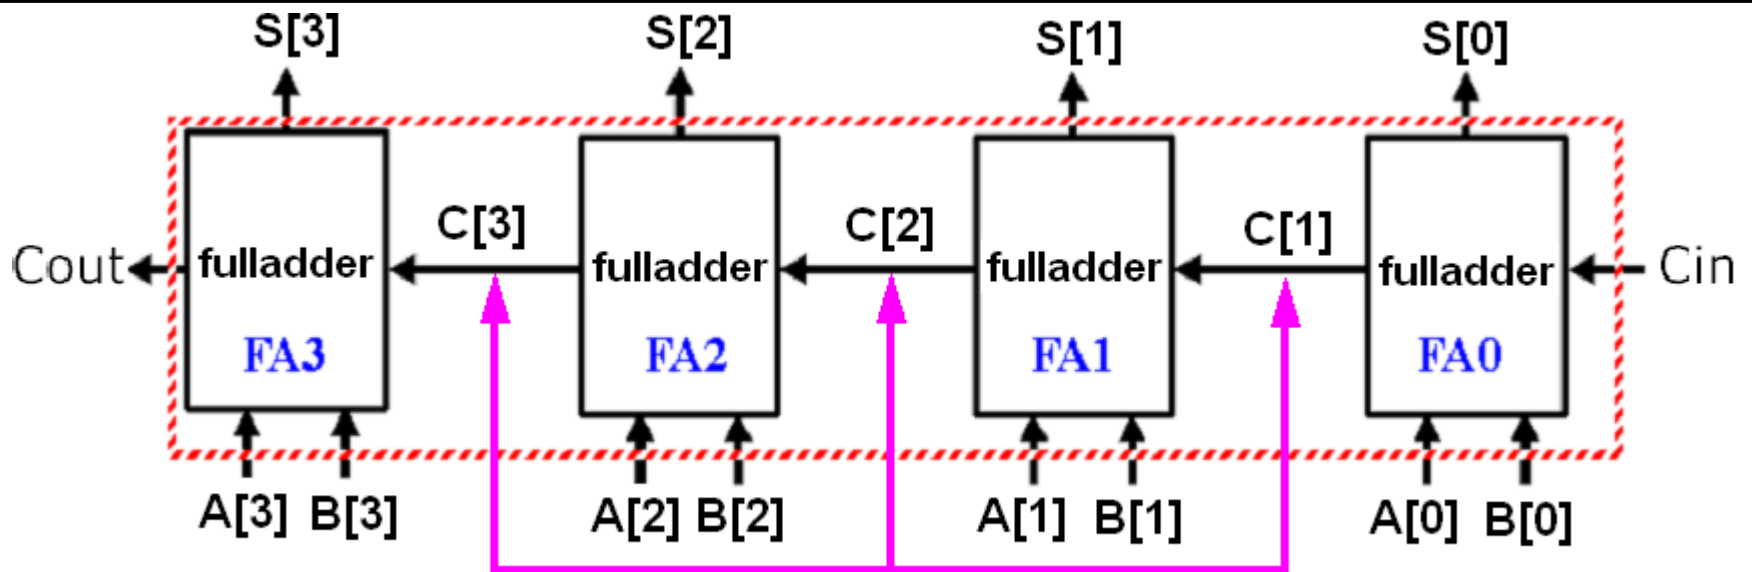 S[3] S[2] S[1] S[0]
C[3] C[2] C[1]
Cout fulladder fulladder fulladder fulladder Cin
FA3 FA2 FA1 FA0
A[3] B[3] A[2] B[2] A[1] B[1] A[0] B[0]